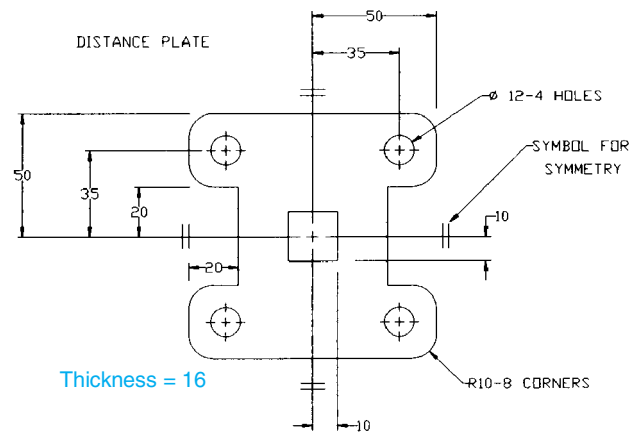 50
DISTANCE PLATE
35
ø 12-4 HOLES
SYMBOL FOR
SYMMETRY
50
35
20
10
20
Thickness = 16
R10-8 CORNERS
10